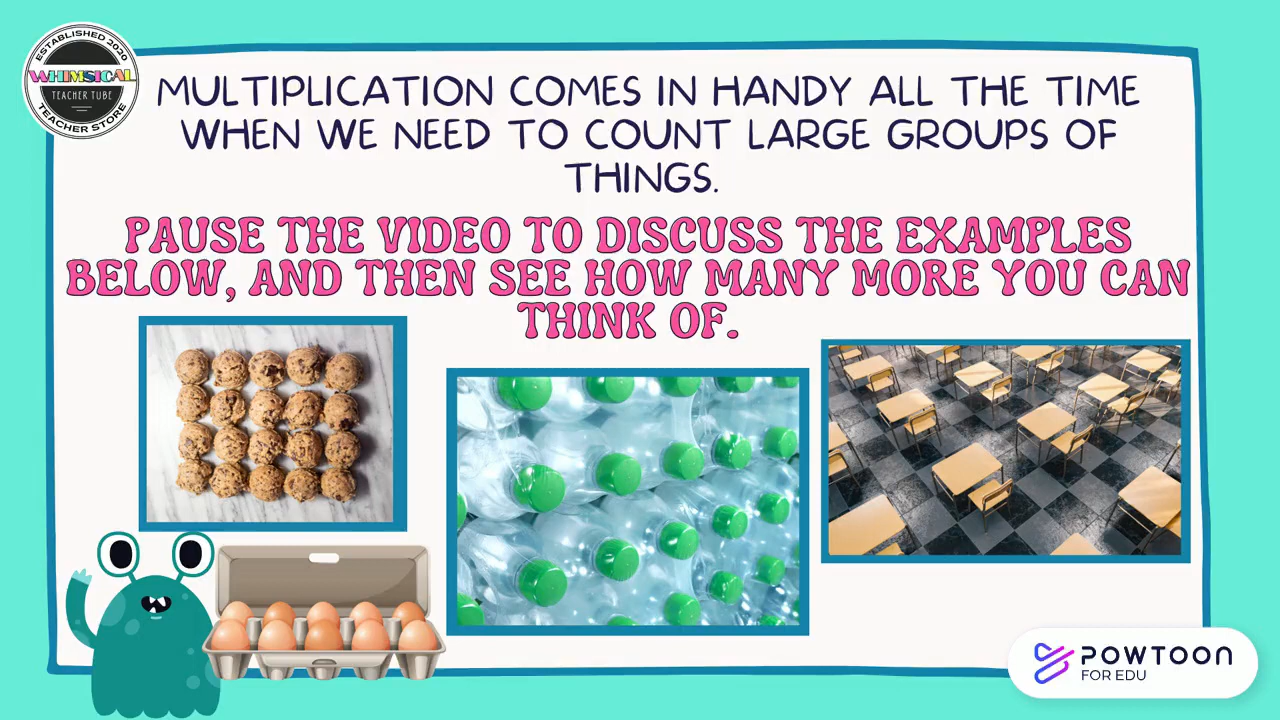 ESTABLISHED 2020
WHIMSICAL
TEACHER TUBE
TEACHER STORE
MULTIPLICATION COMES IN HANDY ALL THE TIME
WHEN WE NEED TO COUNT LARGE GROUPS OF
THINGS.
PAUSE THE VIDEO TO DISCUSS THE EXAMPLES
BELOW, AND THEN SEE HOW MANY MORE YOU CAN
THINK OF.
POWTOON
FOR EDU